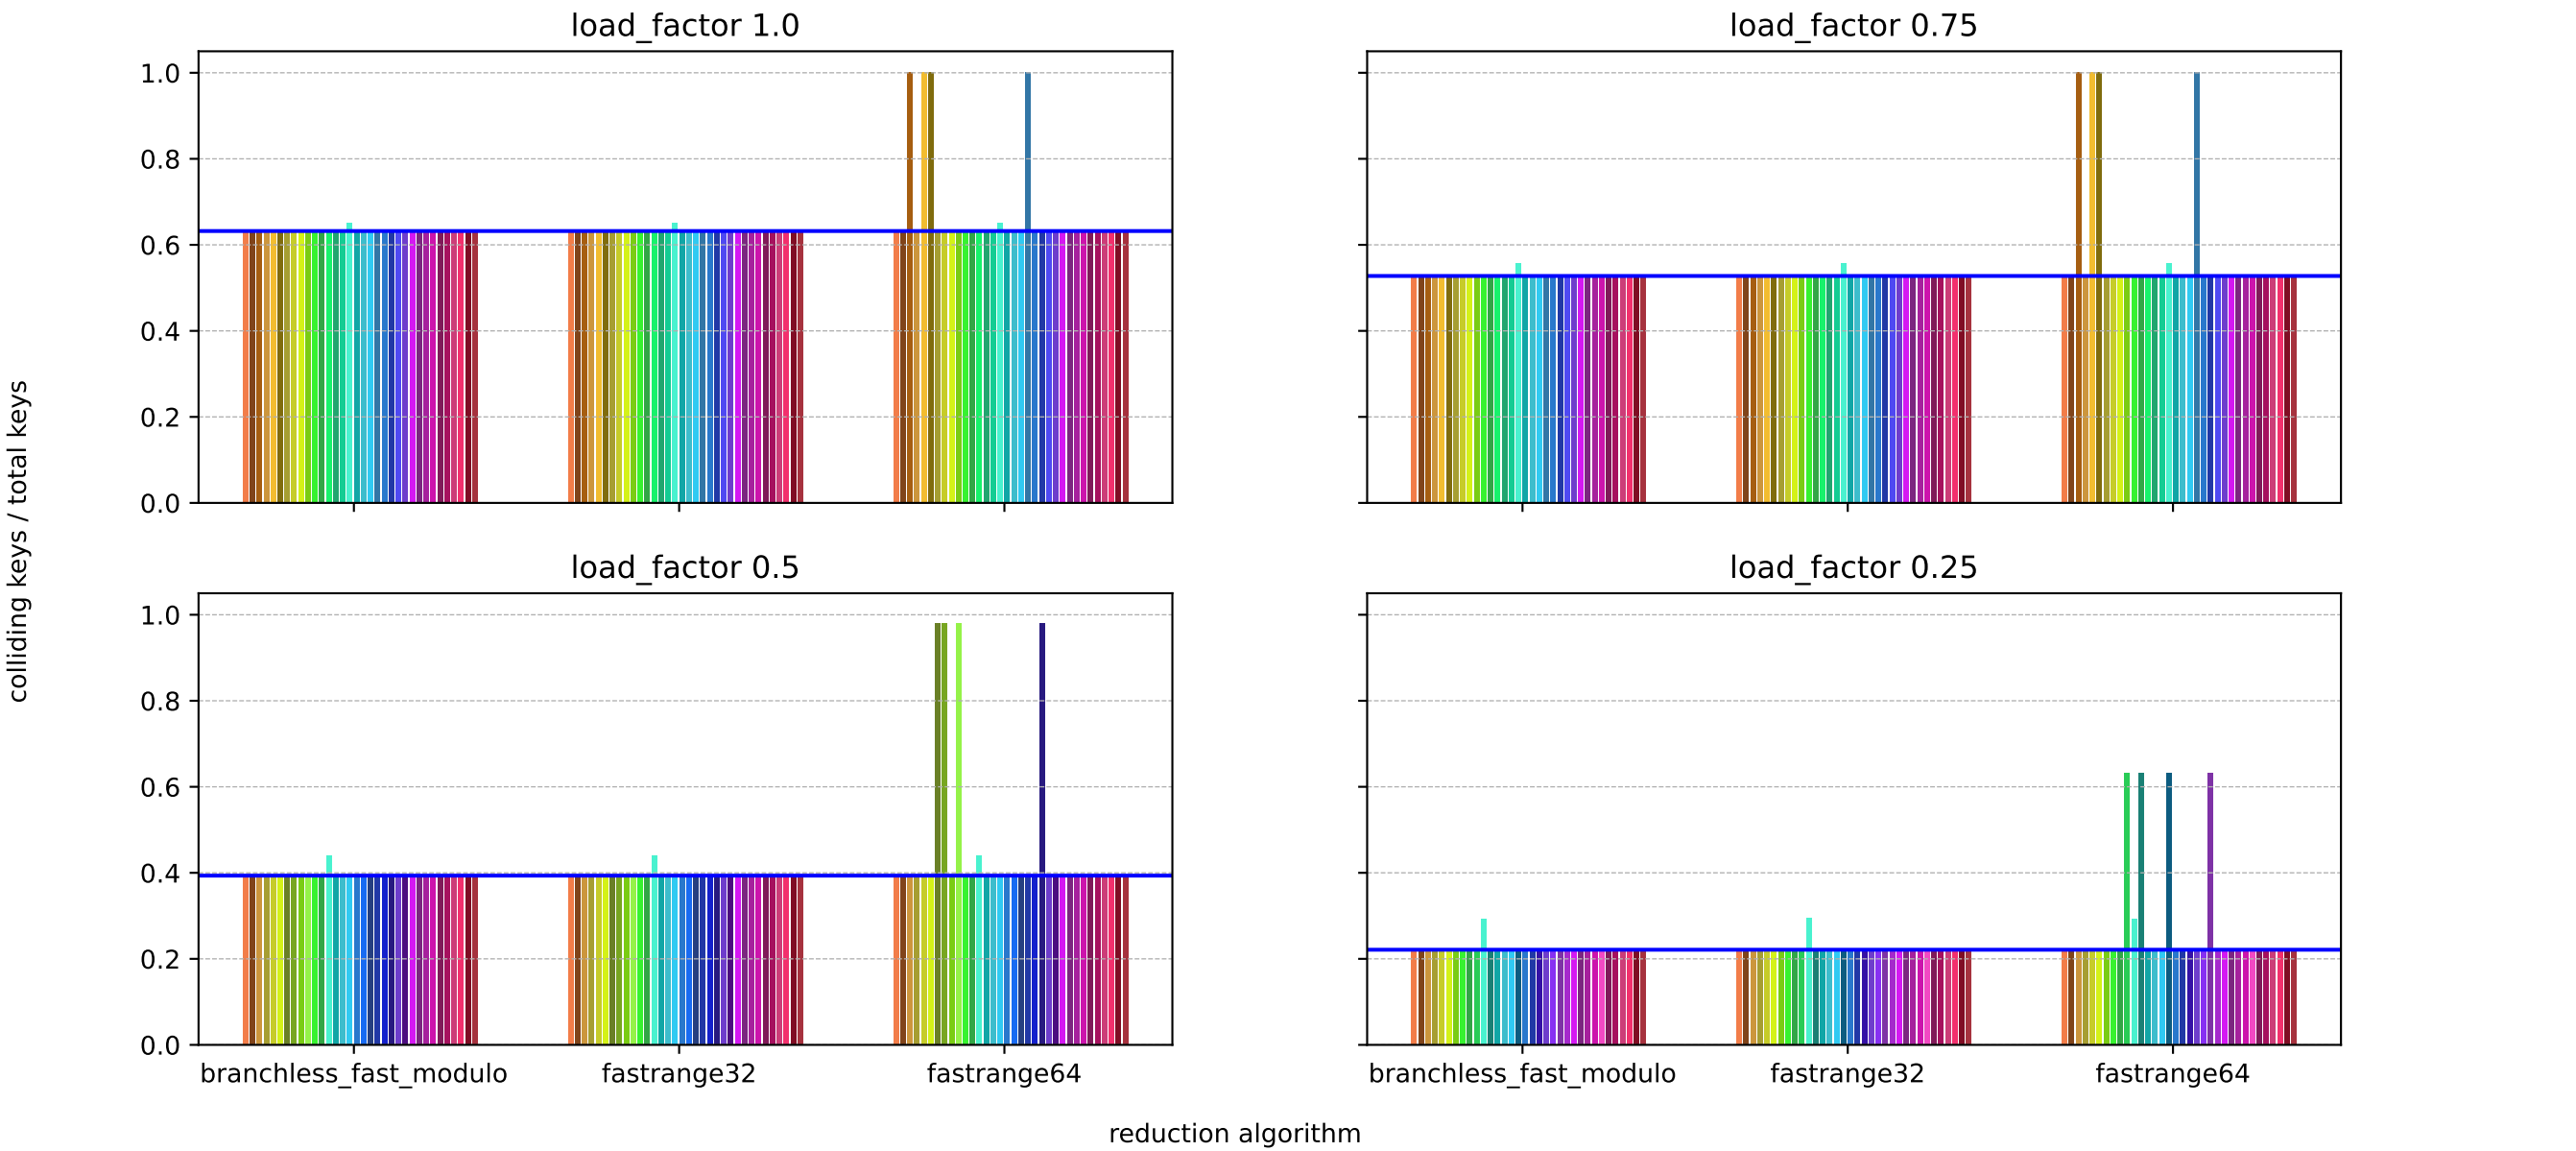 load_factor 1.0
load_factor 0.75
1.0
0.8
0.6
0.4
0.2
0.0
colliding keys / total keys
load_factor 0.5
load_factor 0.25
1.0
0.8
0.6
0.4
0.2
0.0
branchless_fast_modulo fastrange32 fastrange64
branchless_fast_modulo fastrange32 fastrange64
reduction algorithm